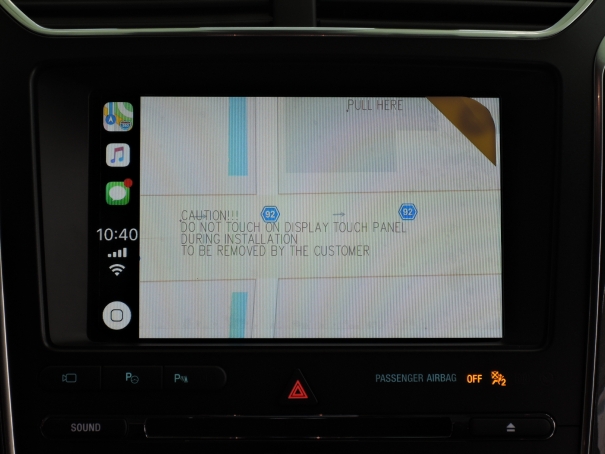 PULL HERE
92
92
CAUTION!!!
DO NOT TOUCH ON DISPLAY TOUCH PANEL
DURING INSTALLATION
TO BE REMOVED BY THE CUSTOMER
10:40
PASSENGER AIRBAG OFF 2
SOUND